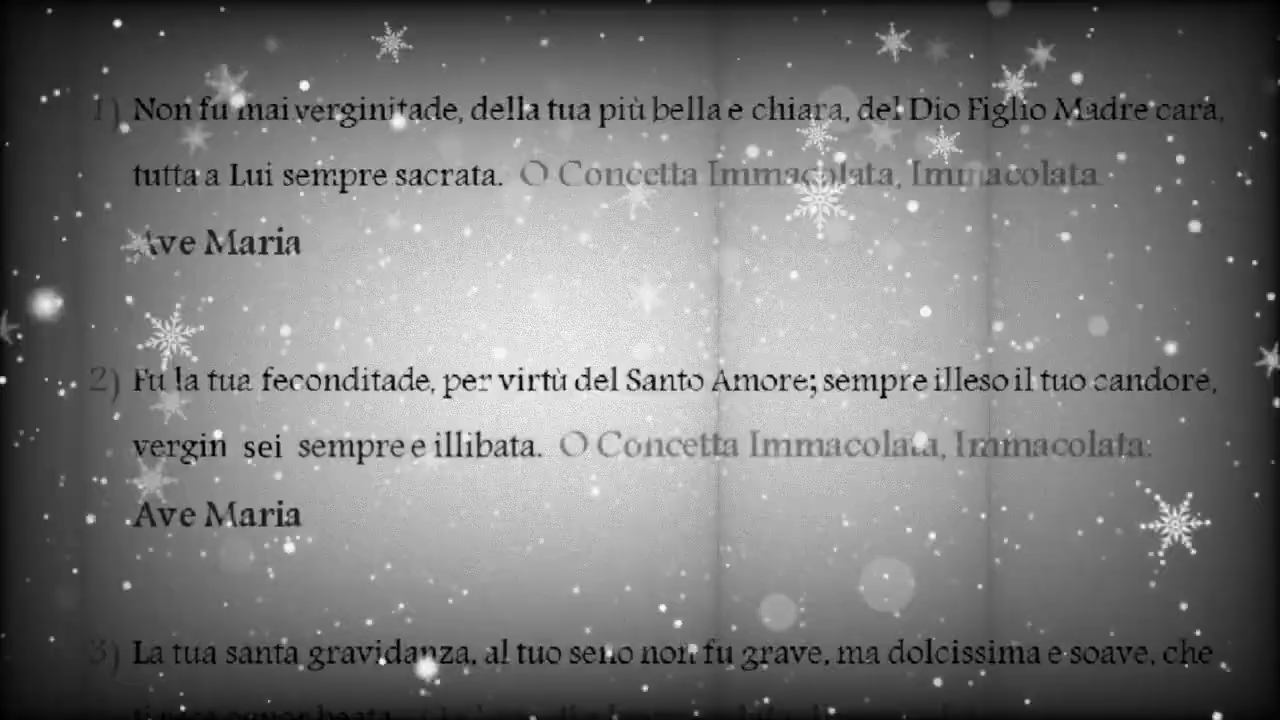 1) Non fu mai verginitade, della tua più bella e chiara, del Dio Figlio Madre cara,
tutta a Lui sempre sacrata. O Concetta Immacolata, Immacolata.
Ave Maria
2) Fu la tua feconditade, per virtù del Santo Amore; sempre illeso il tuo candore,
vergin sei sempre e illibata. O Concetta Immacolata, Immacolata.
Ave Maria
3) La tua santa gravidanza, al tuo seno non fu grave, ma dolcissima e soave, che